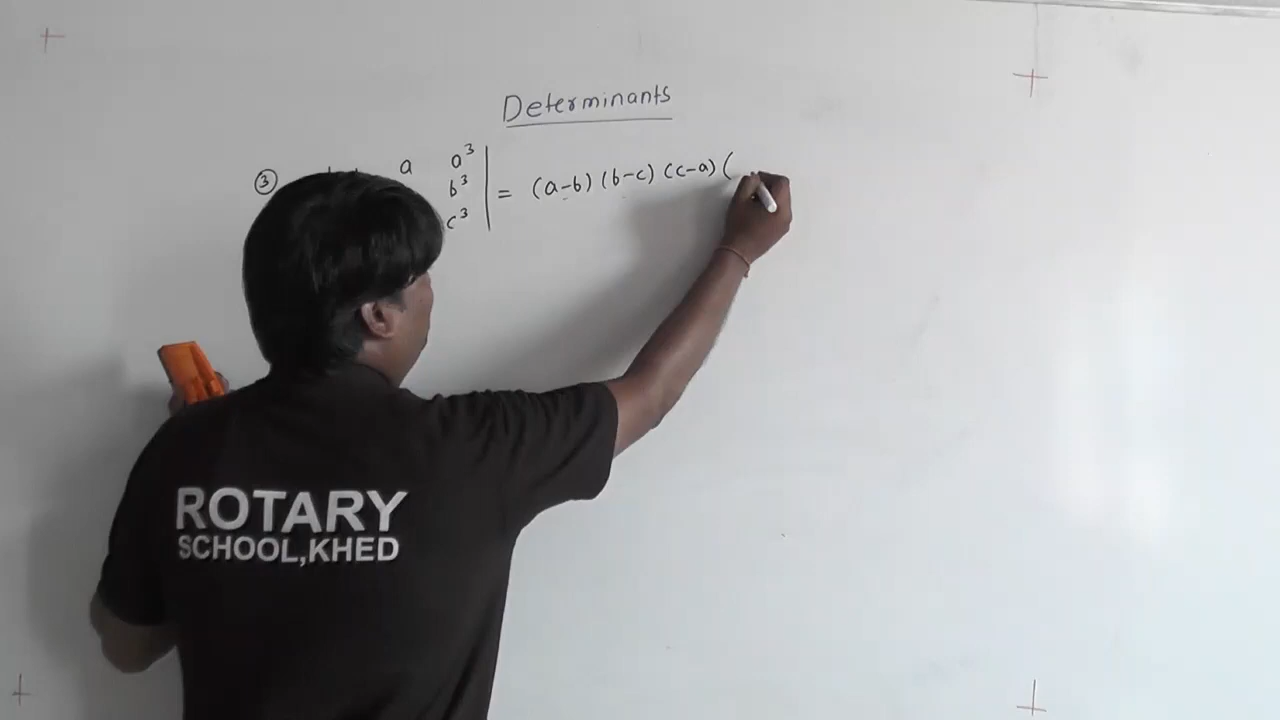 Determinants
③ a a³
b³ = (a-b) (b-c) (c-a) (
c³
ROTARY
SCHOOL,KHED